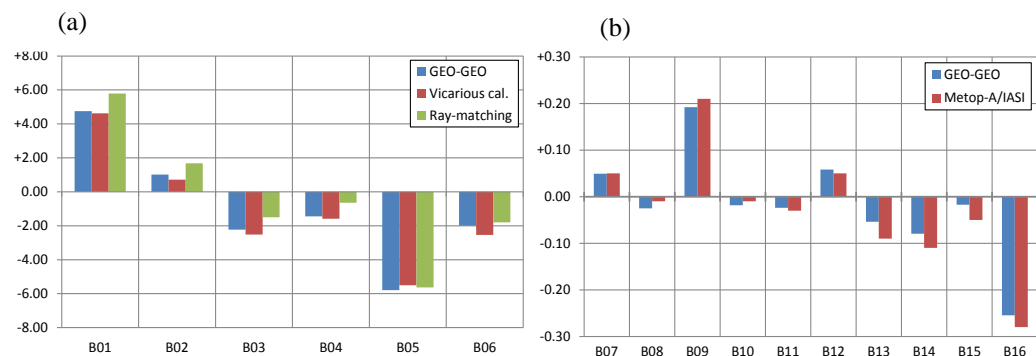 (a)
+8.00
+6.00
+4.00
+2.00
0.00
-2.00
-4.00
-6.00
-8.00
GEO-GEO
Vicarious cal.
Ray-matching
B01 B02 B03 B04 B05 B06
(b)
+0.30
+0.20
+0.10
0.00
-0.10
-0.20
-0.30
GEO-GEO
Metop-A/IASI
B07 B08 B09 B10 B11 B12 B13 B14 B15 B16